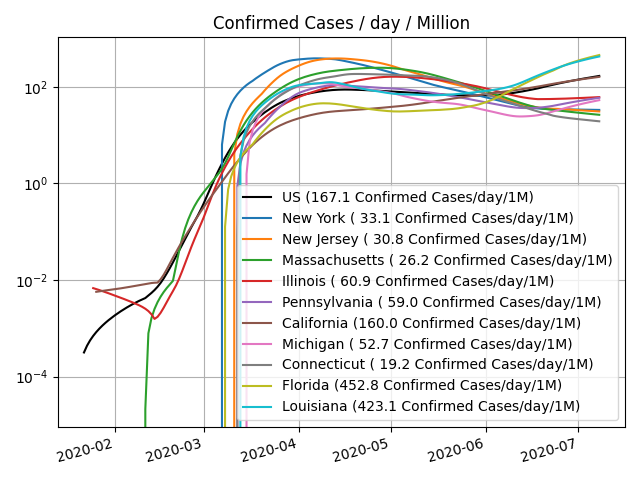 Confirmed Cases / day / Million
10²
10⁰
10⁻²
10⁻⁴
US (167.1 Confirmed Cases/day/1M)
New York ( 33.1 Confirmed Cases/day/1M)
New Jersey ( 30.8 Confirmed Cases/day/1M)
Massachusetts ( 26.2 Confirmed Cases/day/1M)
Illinois ( 60.9 Confirmed Cases/day/1M)
Pennsylvania ( 59.0 Confirmed Cases/day/1M)
California (160.0 Confirmed Cases/day/1M)
Michigan ( 52.7 Confirmed Cases/day/1M)
Connecticut ( 19.2 Confirmed Cases/day/1M)
Florida (452.8 Confirmed Cases/day/1M)
Louisiana (423.1 Confirmed Cases/day/1M)
2020-02 2020-03 2020-04 2020-05 2020-06 2020-07